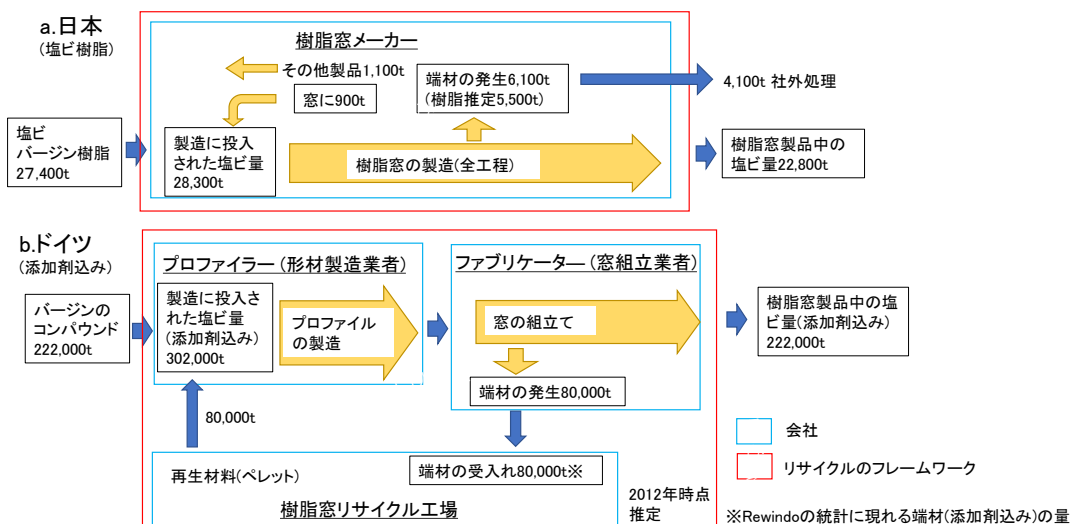 a.日本
(塩ビ樹脂)
樹脂窓メーカー
その他製品1,100t
窓に900t
端材の発生6,100t
(樹脂推定5,500t)
4,100t 社外処理
塩ビ
バージン樹脂
27,400t
製造に投入
された塩ビ量
28,300t
樹脂窓の製造(全工程)
樹脂窓製品中の
塩ビ量22,800t
b.ドイツ
(添加剤込み)
プロファイラー(形材製造業者)
ファブリケーター(窓組立業者)
バージンの
コンパウンド
222,000t
製造に投入さ
れた塩ビ量
(添加剤込み)
302,000t
プロファイル
の製造
窓の組立て
樹脂窓製品中の塩
ビ量(添加剤込み)
222,000t
端材の発生80,000t
80,000t
再生材料(ペレット)
端材の受入れ80,000t※
樹脂窓リサイクル工場
2012年時点
推定
会社
リサイクルのフレームワーク
※Rewindoの統計に現れる端材(添加剤込み)の量